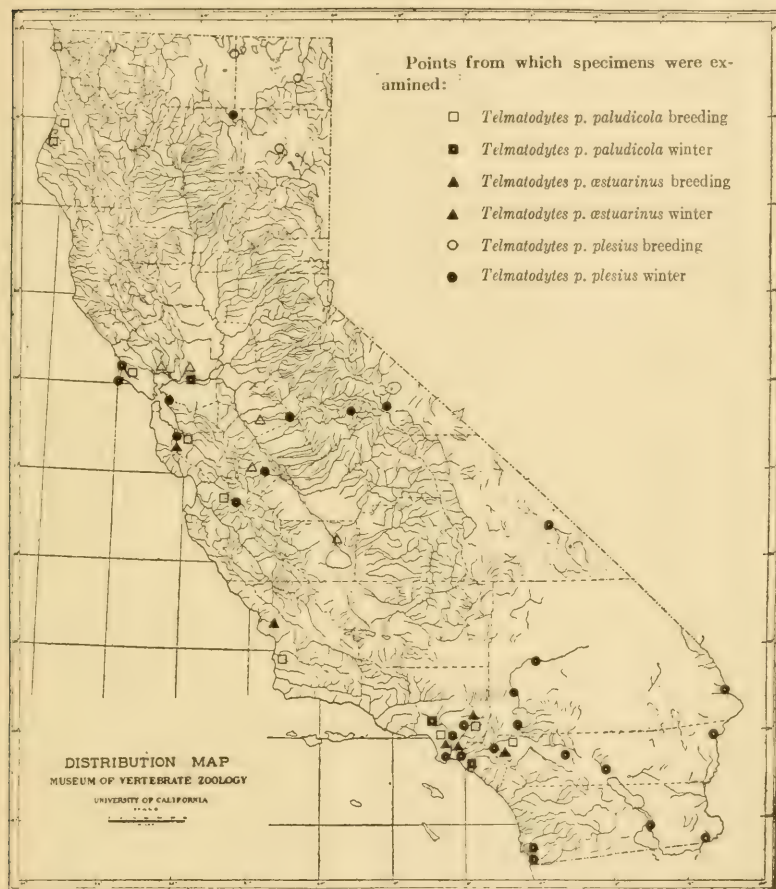 Points from which specimens were ex-
amined:
Telmatodytes p. paludicola breeding
Telmatodytes p. paludicola winter
Telmatodytes p. æstuarinus breeding
Telmatodytes p. æstuarinus winter
Telmatodytes p. plesius breeding
Telmatodytes p. plesius winter
DISTRIBUTION MAP
MUSEUM OF VERTEBRATE ZOOLOGY
UNIVERSITY OF CALIFORNIA